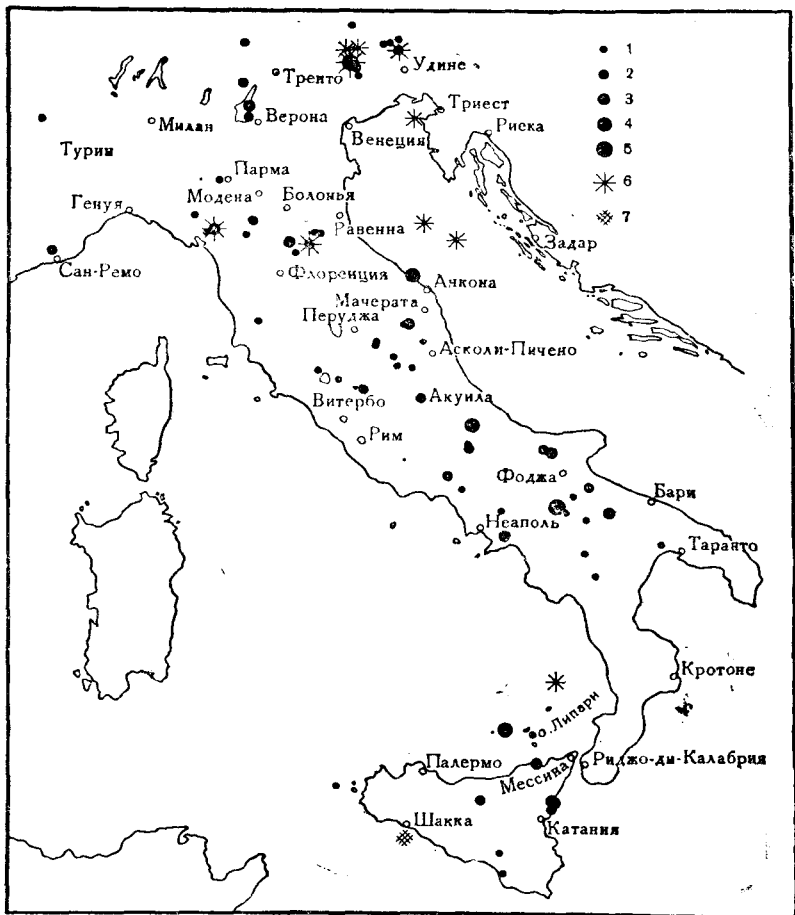 1
2
Тренто
Удине
3
Милан
Верона
Триест
4
Венеция
Риека
5
Турин
6
Парма
Модена
Болонья
Генуя
7
Равенна
Задар
Сан-Ремо
Флоренция
Анкона
Мачерата
Перуджа
Асколи-Пичено
Витербо
Акуила
Рим
Фоджа
Бари
Неаполь
Таранто
Кротоне
о. Липари
Палермо
Мессина
Риджо-ди-Калабрия
Шакка
Катания